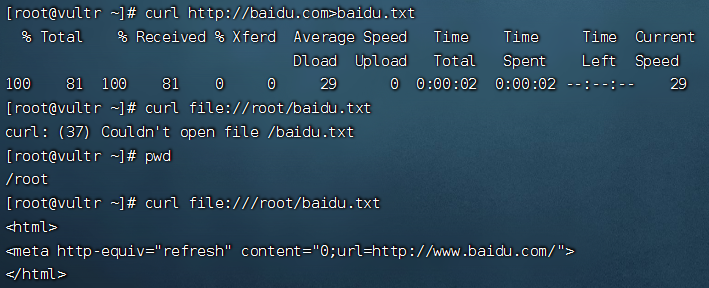 [root@vultr ~]# curl http://baidu.com>baidu.txt
  % Total    % Received % Xferd  Average Speed   Time    Time     Time  Current
                                 Dload  Upload   Total   Spent    Left  Speed
100    81  100    81    0     0     29      0  0:00:02  0:00:02 --:--:--    29
[root@vultr ~]# curl file://root/baidu.txt
curl: (37) Couldn't open file /baidu.txt
[root@vultr ~]# pwd
/root
[root@vultr ~]# curl file:///root/baidu.txt
<html>
<meta http-equiv="refresh" content="0;url=http://www.baidu.com/">
</html>